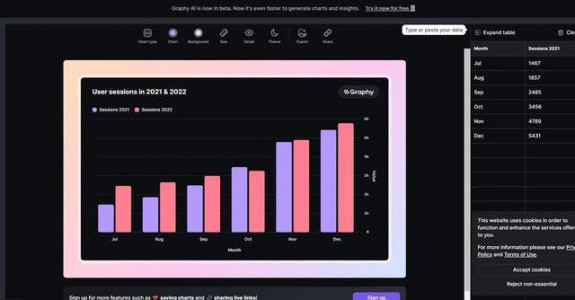 Graphy AI is now in beta. Now it's even faster to generate charts and insights. Try it now for free
Type or paste your data
Chart type
Chart
Background
Size
Detail
Theme
Export
Share
Expand table
Cle
User sessions in 2021 & 2022
Graphy
Sessions 2021
Sessions 2022
6k
5k
4k
3k
2k
1k
0
Value
Jul
Aug
Sep
Oct
Nov
Dec
Month
Month
Sessions 2021
Jul
1467
Aug
1857
Sep
2485
Oct
3456
Nov
4789
Dec
5431
This website uses cookies in order to
function and enhance the services offer
to you.
For more information please see our Priv
Policy and Terms of Use.
Accept cookies
Reject non-essential
Sign up for more features such as saving charts and sharing live links!
Sign up